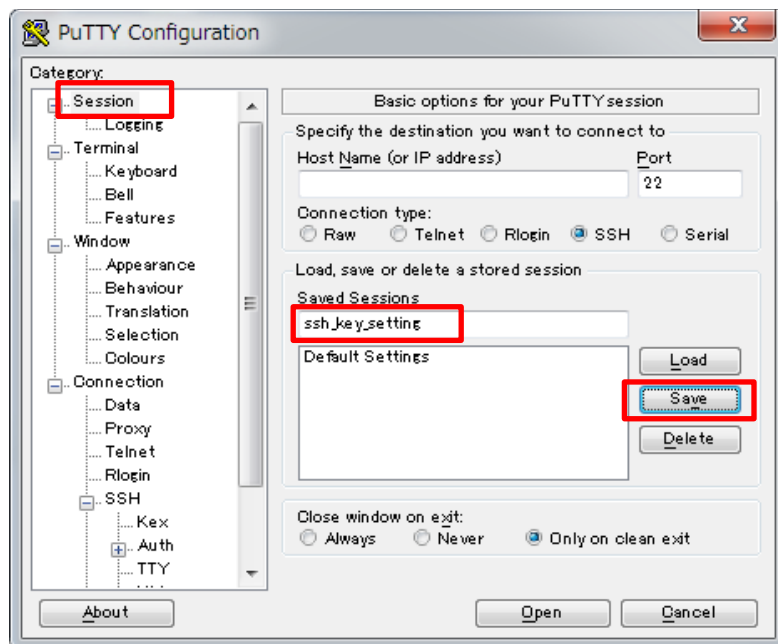 PuTTY Configuration
Category:
Session
Logging
Terminal
Keyboard
Bell
Features
Window
Appearance
Behaviour
Translation
Selection
Colours
Connection
Data
Proxy
Telnet
Rlogin
SSH
Kex
Auth
TTY
Basic options for your PuTTY session
Specify the destination you want to connect to
Host Name (or IP address) Port
22
Connection type:
Raw Telnet Rlogin SSH Serial
Load, save or delete a stored session
Saved Sessions
ssh_key_setting
Default Settings
Load
Save
Delete
Close window on exit:
Always Never Only on clean exit
About Open Cancel